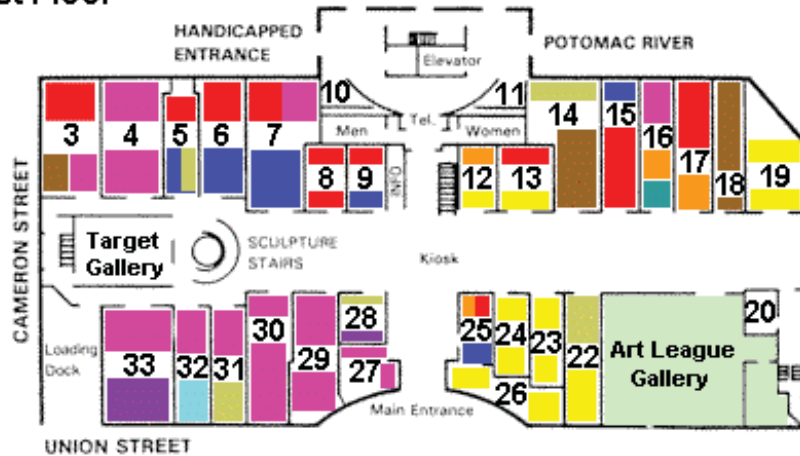 HANDICAPPED
ENTRANCE
POTOMAC RIVER
Elevator
10
11
Tel.
Men
Women
3
4
5
6
7
14
15
16
17
18
19
8
9
INFO
12
13
CAMERON STREET
Target
Gallery
SCULPTURE
STAIRS
Kiosk
Loading
Dock
33
32
31
30
29
28
27
25
24
23
22
26
20
Art League
Gallery
Main Entrance
UNION STREET